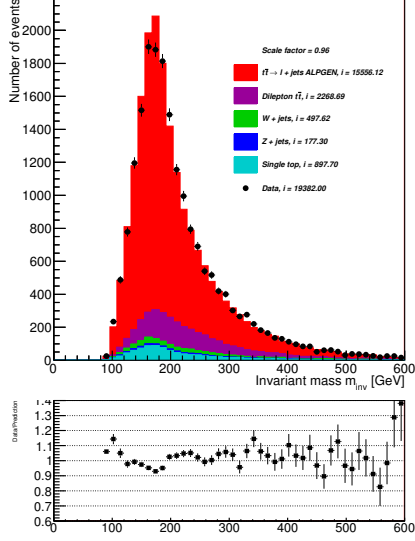 Number of events
2000
1800
1600
1400
1200
1000
800
600
400
200
0
Scale factor = 0.96
tt̄ → l + jets ALPGEN, i = 15556.12
Dilepton tt̄, i = 2268.69
W + jets, i = 497.62
Z + jets, i = 177.30
Single top, i = 897.70
Data, i = 19382.00
0 100 200 300 400 500 600
Invariant mass m_inv [GeV]
Data/Prediction
1.4
1.3
1.2
1.1
1
0.9
0.8
0.7
0.6
0 100 200 300 400 500 600